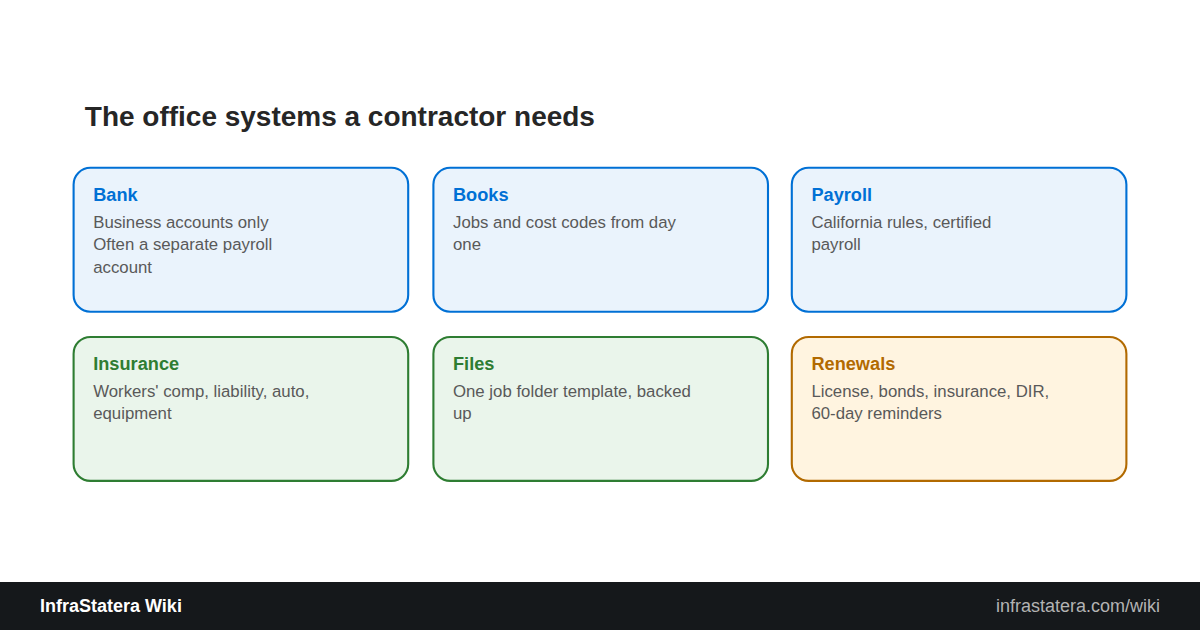 The office systems a contractor needs
Bank
Business accounts only
Often a separate payroll
account
Books
Jobs and cost codes from day
one
Payroll
California rules, certified
payroll
Insurance
Workers' comp, liability, auto,
equipment
Files
One job folder template, backed
up
Renewals
License, bonds, insurance, DIR,
60-day reminders
InfraStatera Wiki
infrastatera.com/wiki